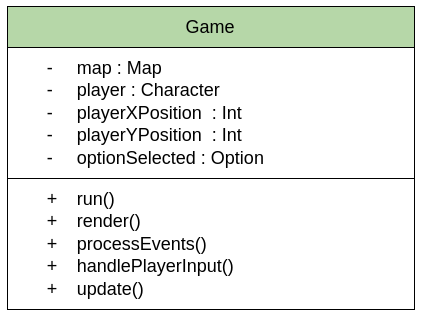 Game
- map : Map
- player : Character
- playerXPosition : Int
- playerYPosition : Int
- optionSelected : Option
+ run()
+ render()
+ processEvents()
+ handlePlayerInput()
+ update()